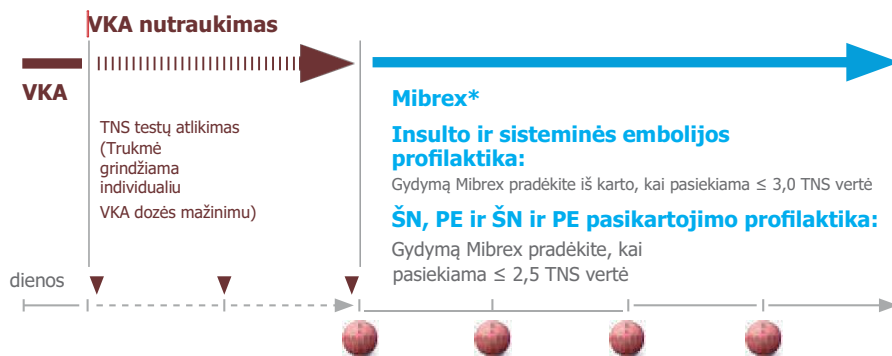 VKA nutraukimas
VKA
TNS testų atlikimas
(Trukmė
grindžiama
individualiu
VKA dozės mažinimu)
Mibrex*
Insulto ir sisteminės embolijos
profilaktika:
Gydymą Mibrex pradėkite iš karto, kai pasiekiama ≤ 3,0 TNS vertė
ŠN, PE ir ŠN ir PE pasikartojimo profilaktika:
Gydymą Mibrex pradėkite, kai
pasiekiama ≤ 2,5 TNS vertė
dienos